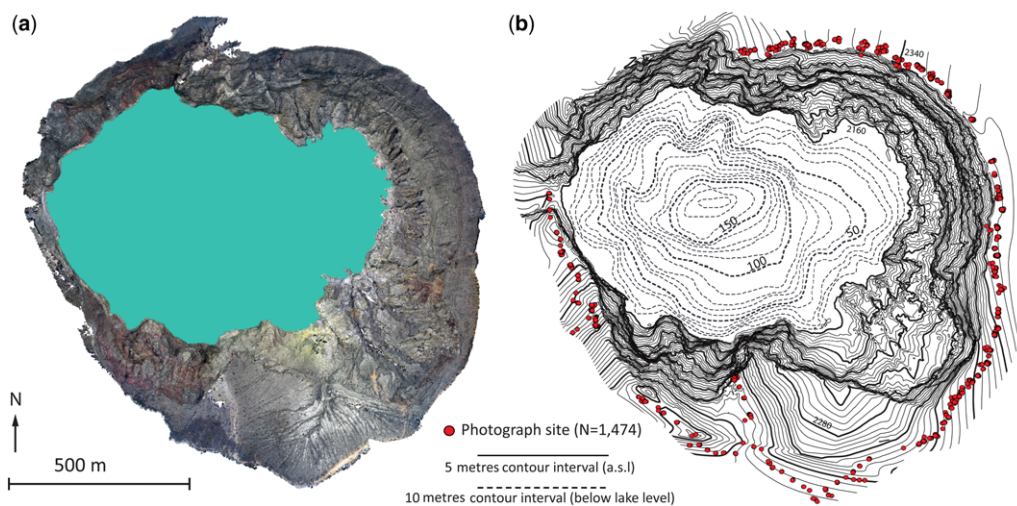 (a)
N
500 m
(b)
2340
2160
50
150
100
2280
Photograph site (N=1,474)
5 metres contour interval (a.s.l)
10 metres contour interval (below lake level)